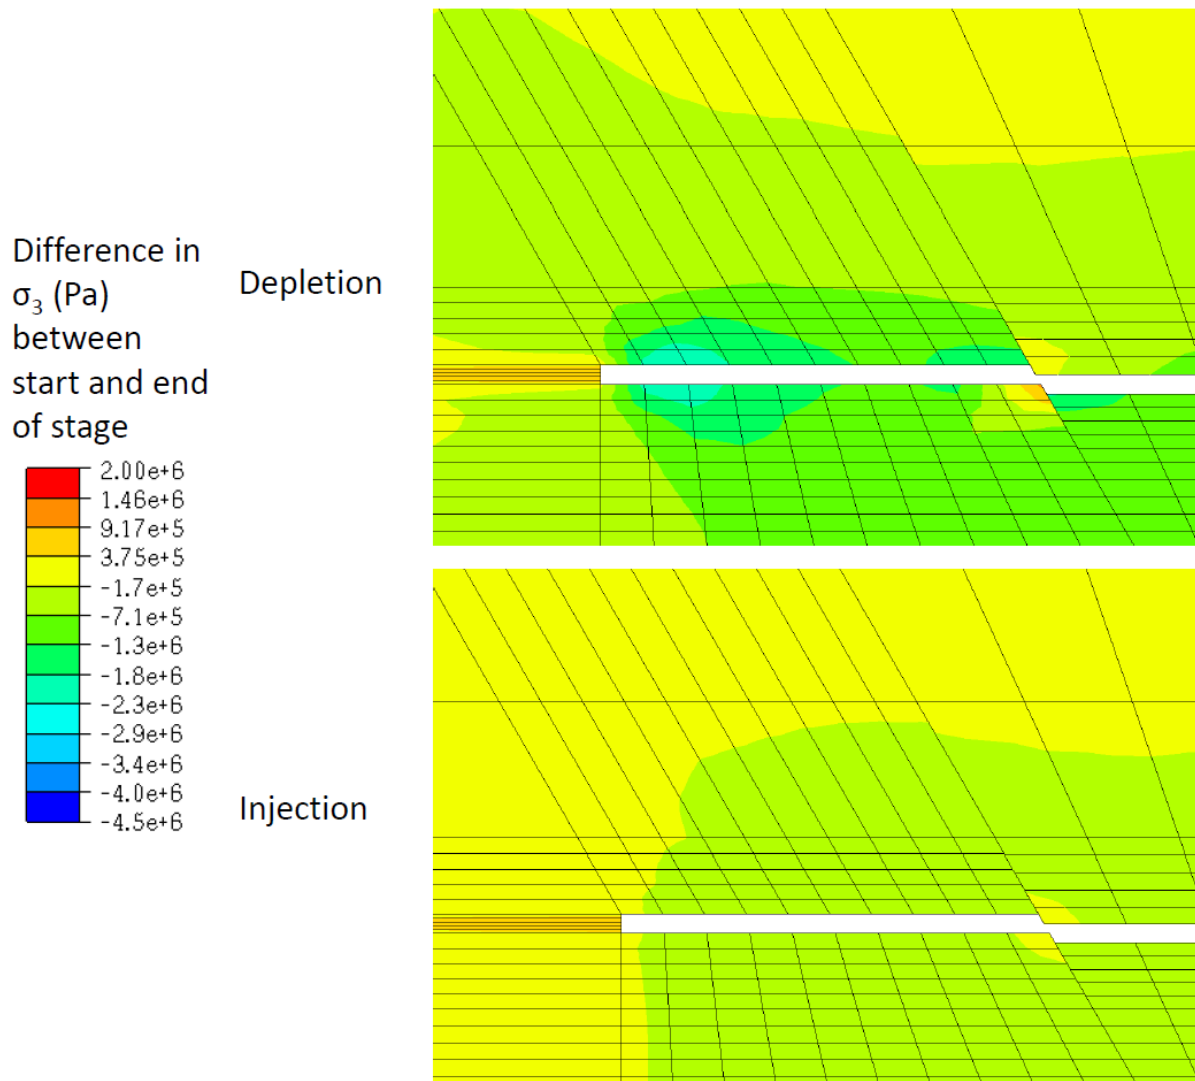 Difference in
σ₃ (Pa)
between
start and end
of stage
Depletion
2.00e+6
1.46e+6
9.17e+5
3.75e+5
-1.7e+5
-7.1e+5
-1.3e+6
-1.8e+6
-2.3e+6
-2.9e+6
-3.4e+6
-4.0e+6
-4.5e+6
Injection